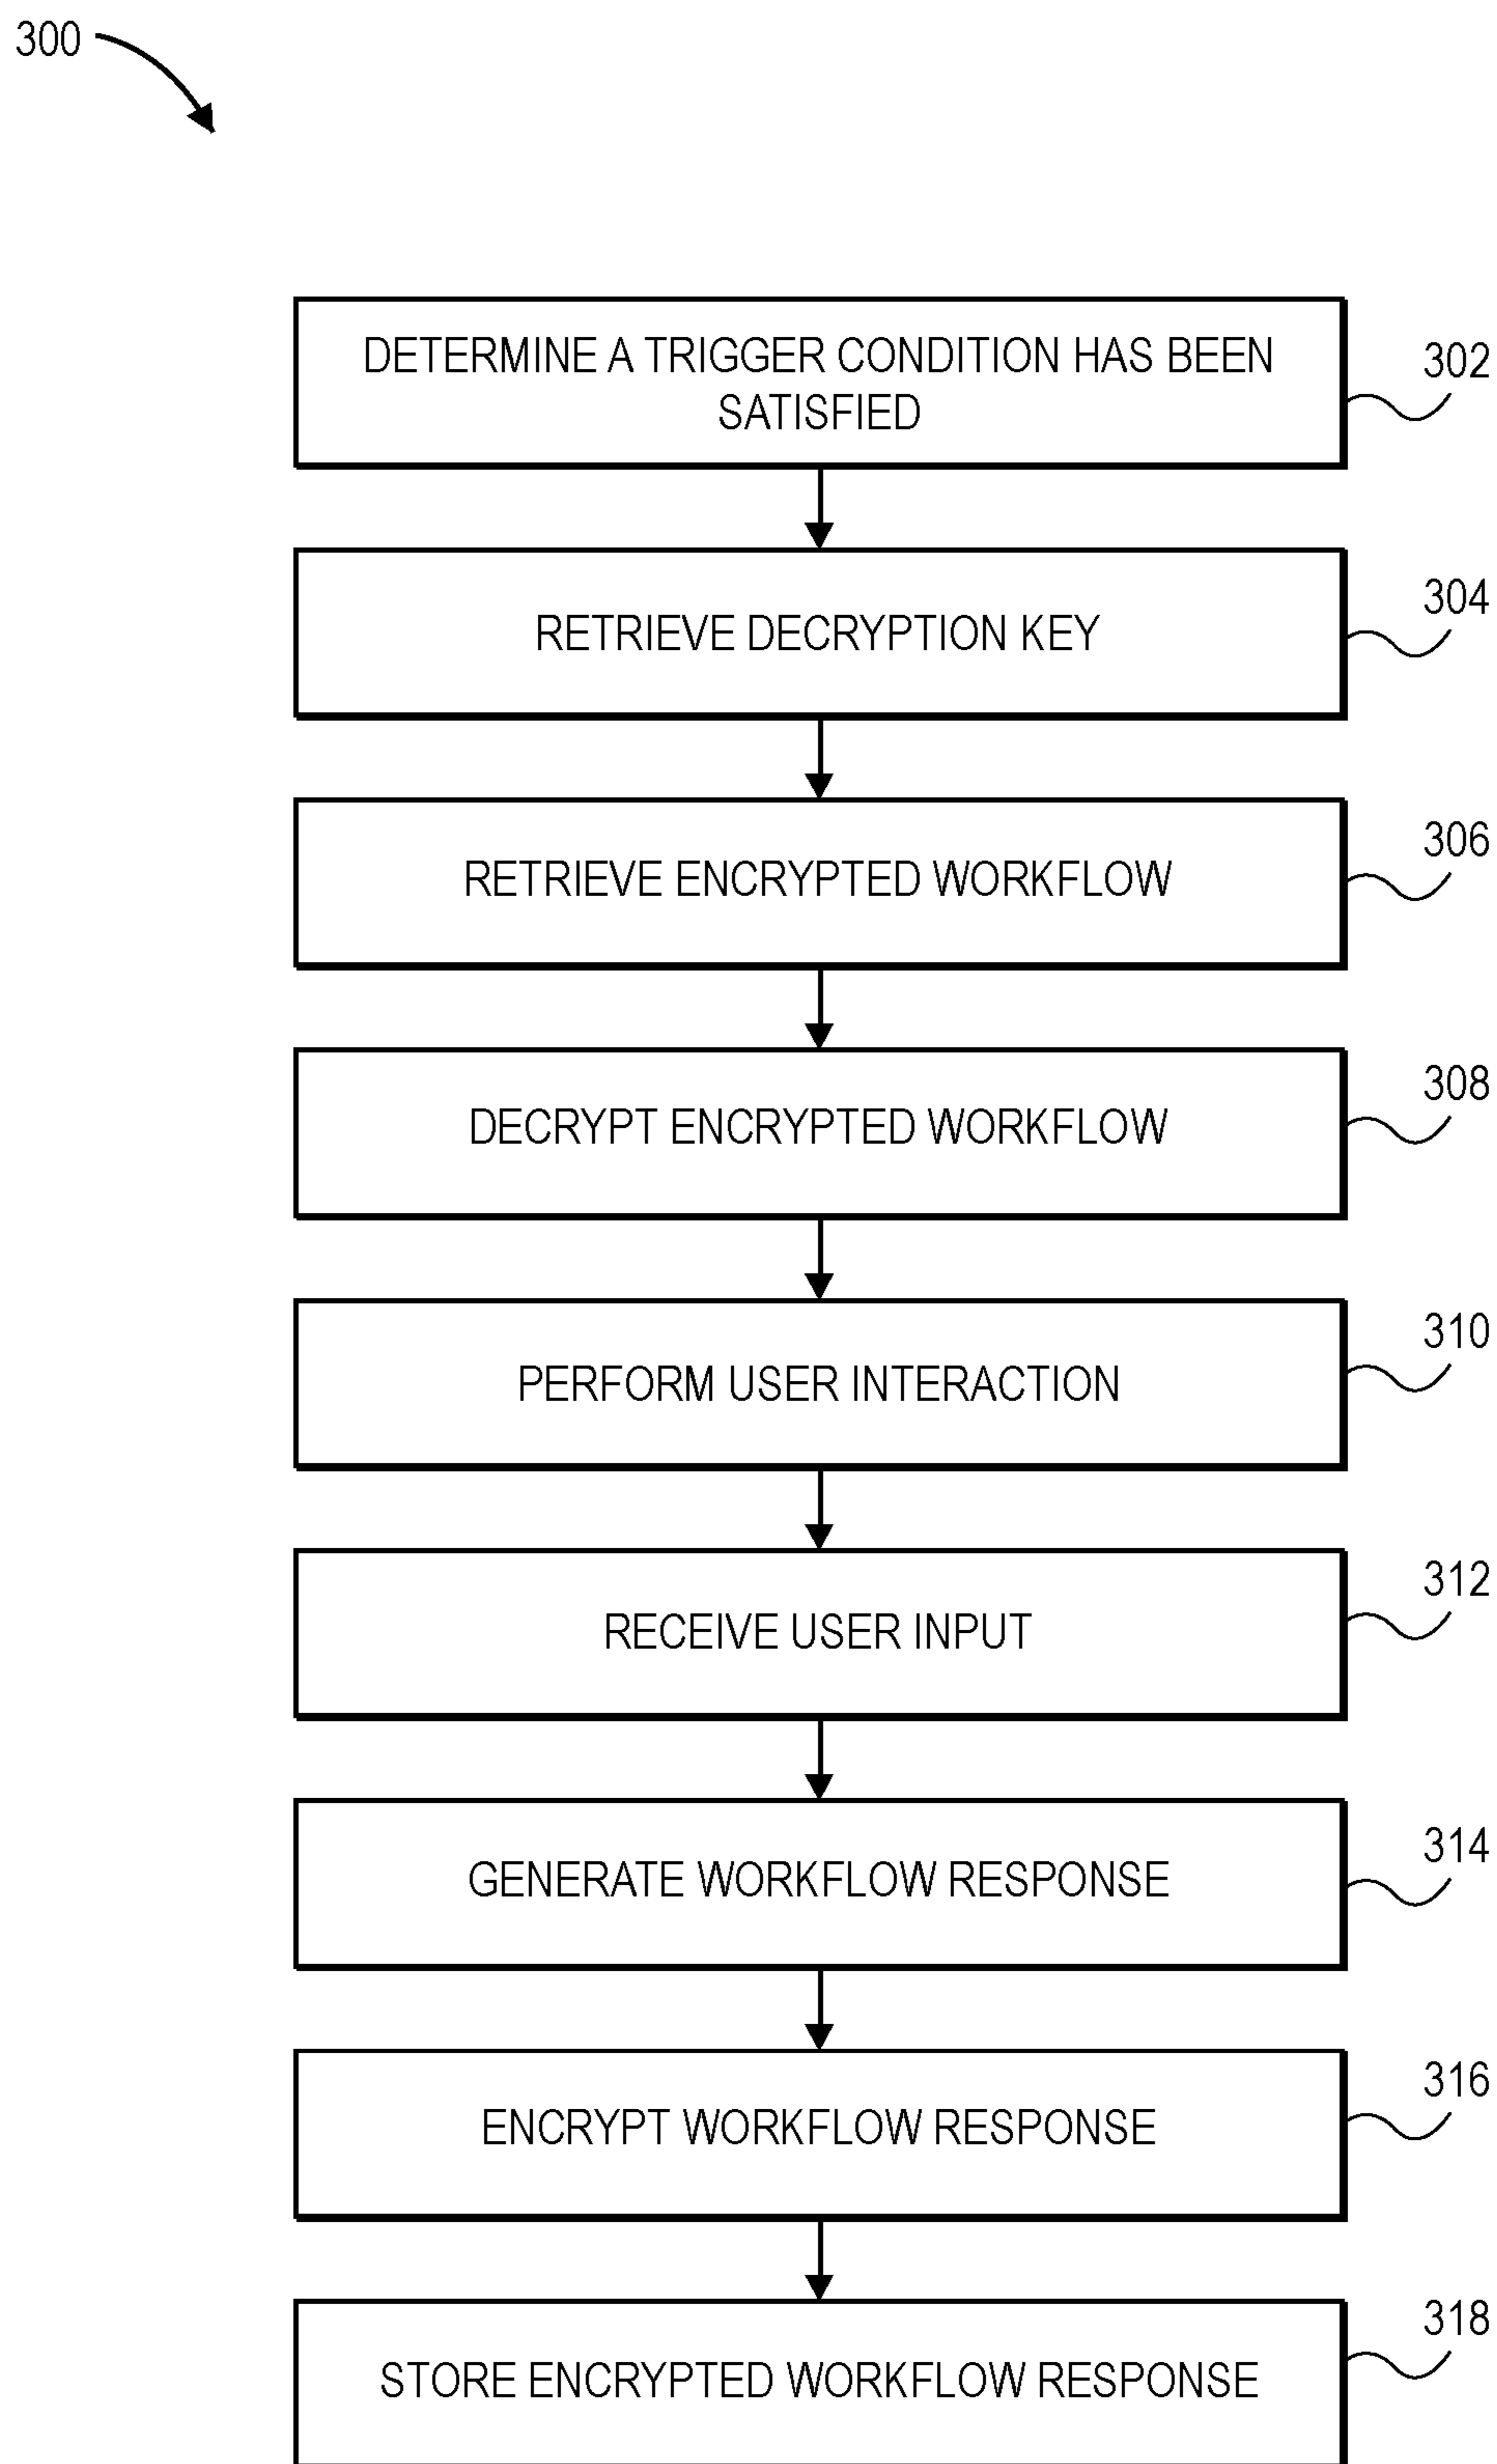 300
DETERMINE A TRIGGER CONDITION HAS BEEN
SATISFIED
302
RETRIEVE DECRYPTION KEY
304
RETRIEVE ENCRYPTED WORKFLOW
306
DECRYPT ENCRYPTED WORKFLOW
308
PERFORM USER INTERACTION
310
RECEIVE USER INPUT
312
GENERATE WORKFLOW RESPONSE
314
ENCRYPT WORKFLOW RESPONSE
316
STORE ENCRYPTED WORKFLOW RESPONSE
318